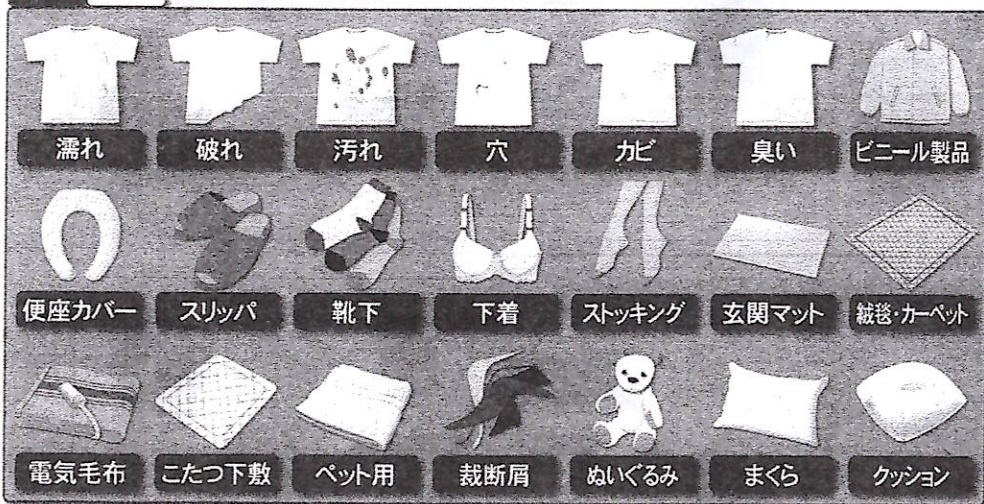 濡れ 破れ 汚れ 穴 カビ 臭い ビニール製品
便座カバー スリッパ 靴下 下着 ストッキング 玄関マット 絨毯・カーペット
電気毛布 こたつ下敷 ペット用 裁断屑 ぬいぐるみ まくら クッション